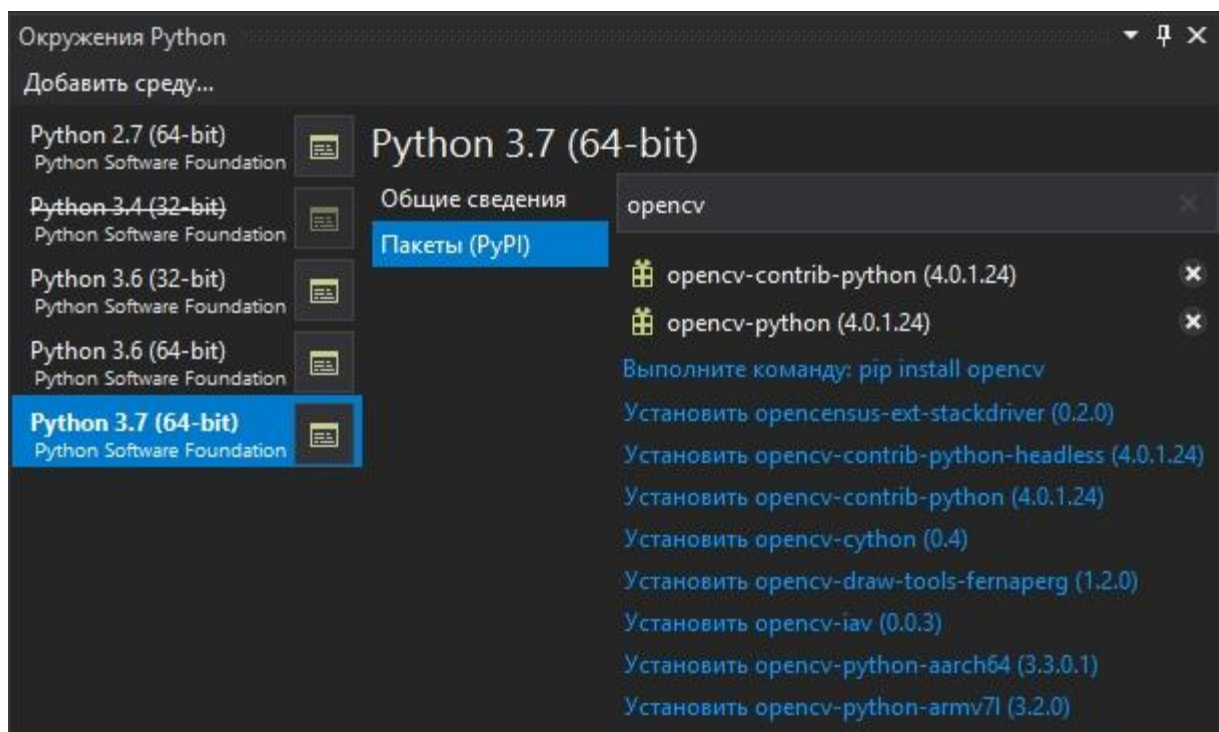 Окружения Python
Добавить среду...
Python 2.7 (64-bit)
Python Software Foundation
Python 3.4 (32-bit)
Python Software Foundation
Python 3.6 (32-bit)
Python Software Foundation
Python 3.6 (64-bit)
Python Software Foundation
Python 3.7 (64-bit)
Python Software Foundation
Python 3.7 (64-bit)
Общие сведения
Пакеты (PyPI)
opencv
opencv-contrib-python (4.0.1.24)
opencv-python (4.0.1.24)
Выполните команду: pip install opencv
Установить opencensus-ext-stackdriver (0.2.0)
Установить opencv-contrib-python-headless (4.0.1.24)
Установить opencv-contrib-python (4.0.1.24)
Установить opencv-cython (0.4)
Установить opencv-draw-tools-fernaperg (1.2.0)
Установить opencv-iav (0.0.3)
Установить opencv-python-aarch64 (3.3.0.1)
Установить opencv-python-armv7l (3.2.0)